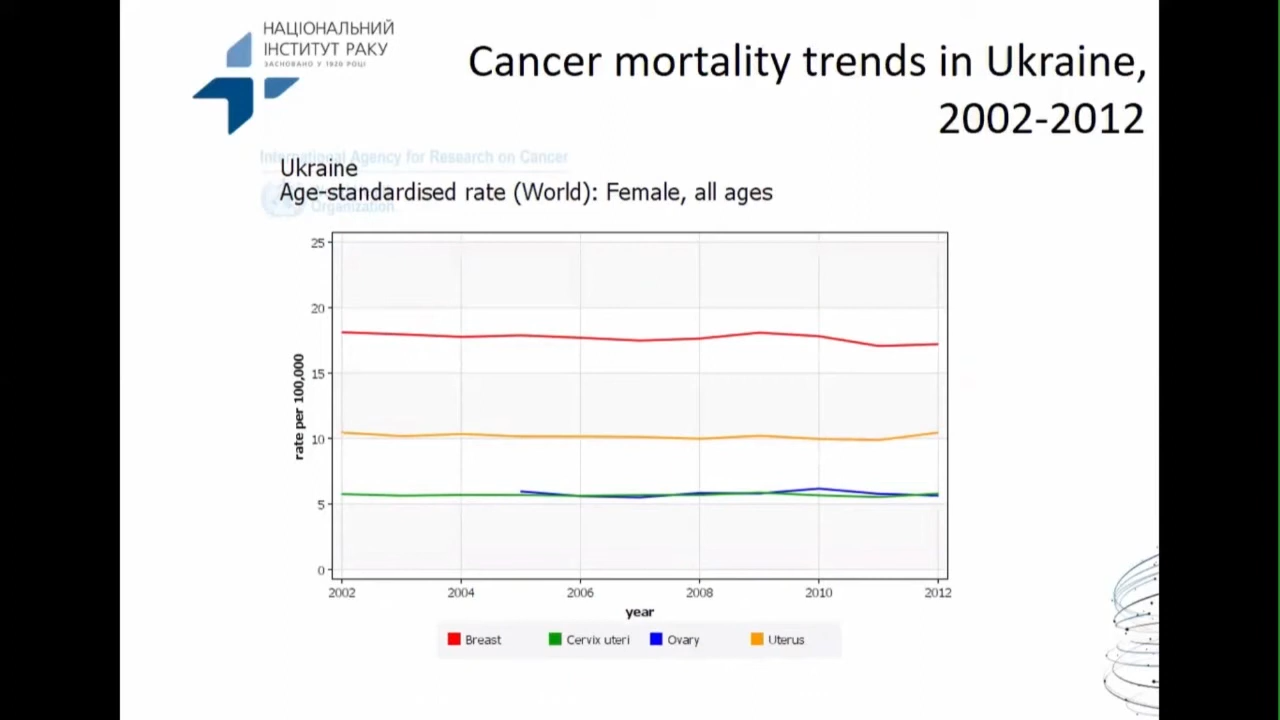 НАЦІОНАЛЬНИЙ
ІНСТИТУТ РАКУ
ЗАСНОВАНО У 1920 РОЦІ
Cancer mortality trends in Ukraine,
2002-2012
International Agency for Research on Cancer
Ukraine
Age-standardised rate (World): Female, all ages
Organization
25
20
15
10
5
0
rate per 100,000
2002 2004 2006 2008 2010 2012
year
Breast Cervix uteri Ovary Uterus